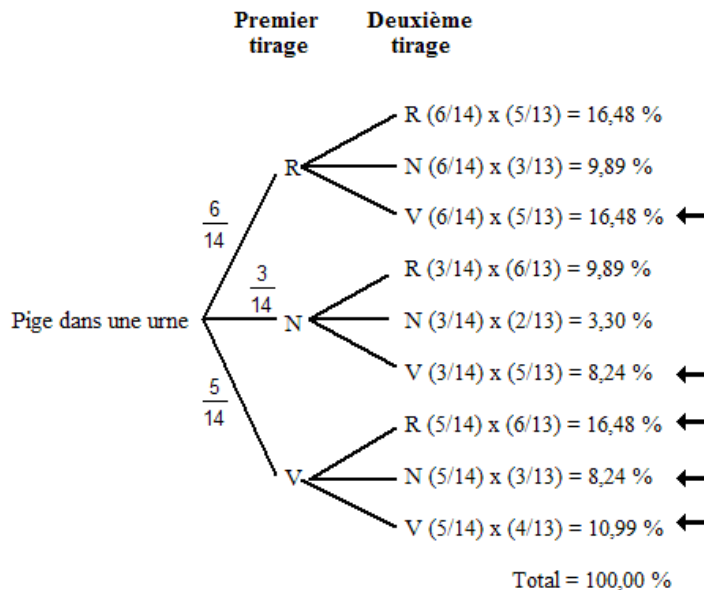 Premier tirage
Deuxième tirage
R (6/14) x (5/13) = 16,48 %
R
N (6/14) x (3/13) = 9,89 %
6/14
V (6/14) x (5/13) = 16,48 %
R (3/14) x (6/13) = 9,89 %
3/14
Pige dans une urne
N
N (3/14) x (2/13) = 3,30 %
V (3/14) x (5/13) = 8,24 %
5/14
R (5/14) x (6/13) = 16,48 %
V
N (5/14) x (3/13) = 8,24 %
V (5/14) x (4/13) = 10,99 %
Total = 100,00 %